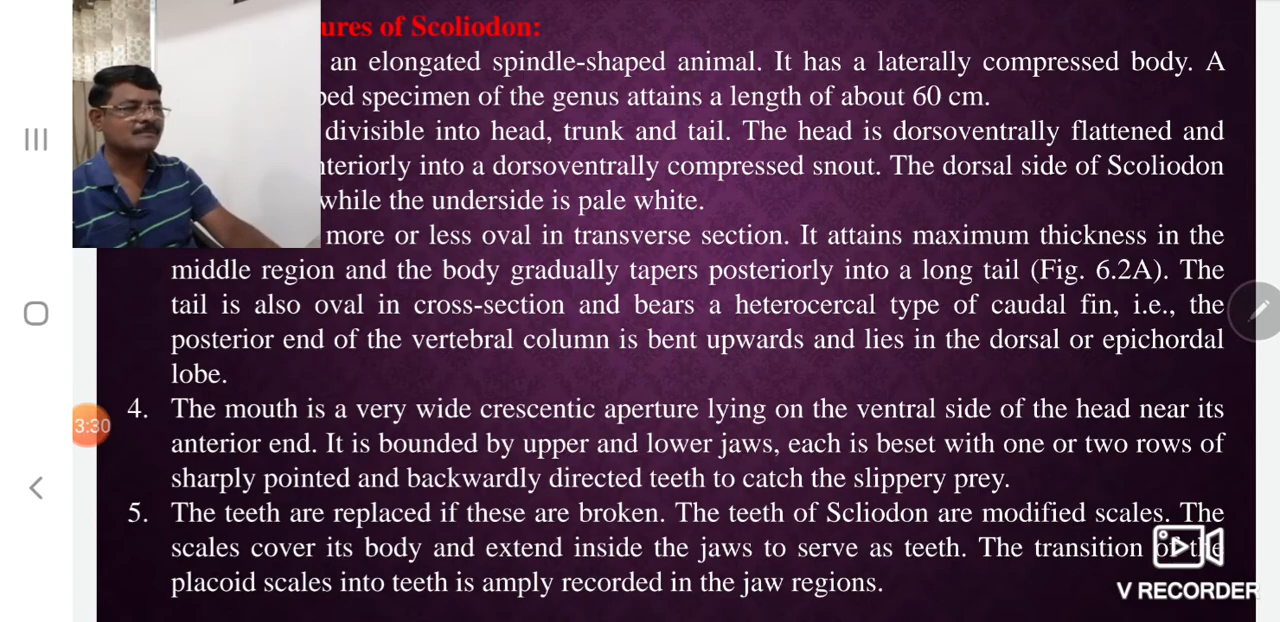 ures of Scoliodon:
an elongated spindle-shaped animal. It has a laterally compressed body. A
ped specimen of the genus attains a length of about 60 cm.
divisible into head, trunk and tail. The head is dorsoventrally flattened and
nteriorly into a dorsoventrally compressed snout. The dorsal side of Scoliodon
while the underside is pale white.
more or less oval in transverse section. It attains maximum thickness in the
middle region and the body gradually tapers posteriorly into a long tail (Fig. 6.2A). The
tail is also oval in cross-section and bears a heterocercal type of caudal fin, i.e., the
posterior end of the vertebral column is bent upwards and lies in the dorsal or epichordal
lobe.
4. The mouth is a very wide crescentic aperture lying on the ventral side of the head near its
anterior end. It is bounded by upper and lower jaws, each is beset with one or two rows of
sharply pointed and backwardly directed teeth to catch the slippery prey.
3:30
5. The teeth are replaced if these are broken. The teeth of Scliodon are modified scales. The
scales cover its body and extend inside the jaws to serve as teeth. The transition of the
placoid scales into teeth is amply recorded in the jaw regions.
V RECORDER